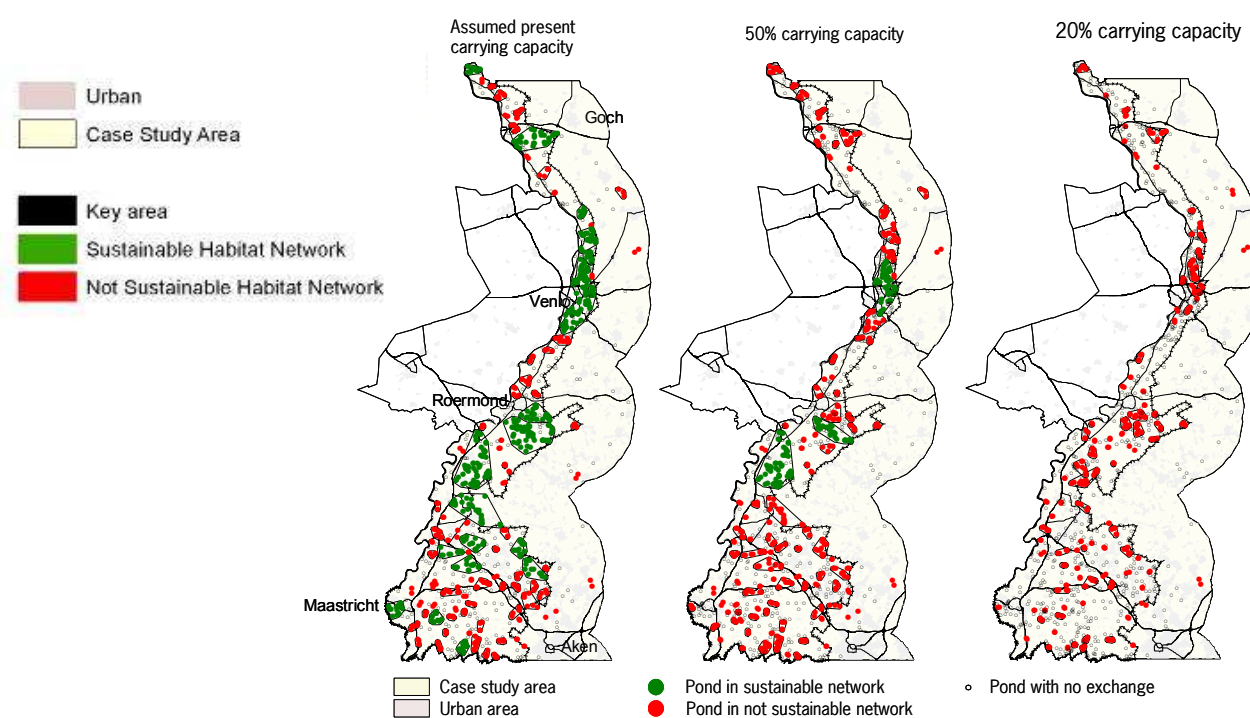 Assumed present
carrying capacity
50% carrying capacity
20% carrying capacity
Urban
Case Study Area
Key area
Sustainable Habitat Network
Not Sustainable Habitat Network
Goch
Venlo
Roermond
Maastricht
Aken
Case study area
Urban area
Pond in sustainable network
Pond in not sustainable network
Pond with no exchange